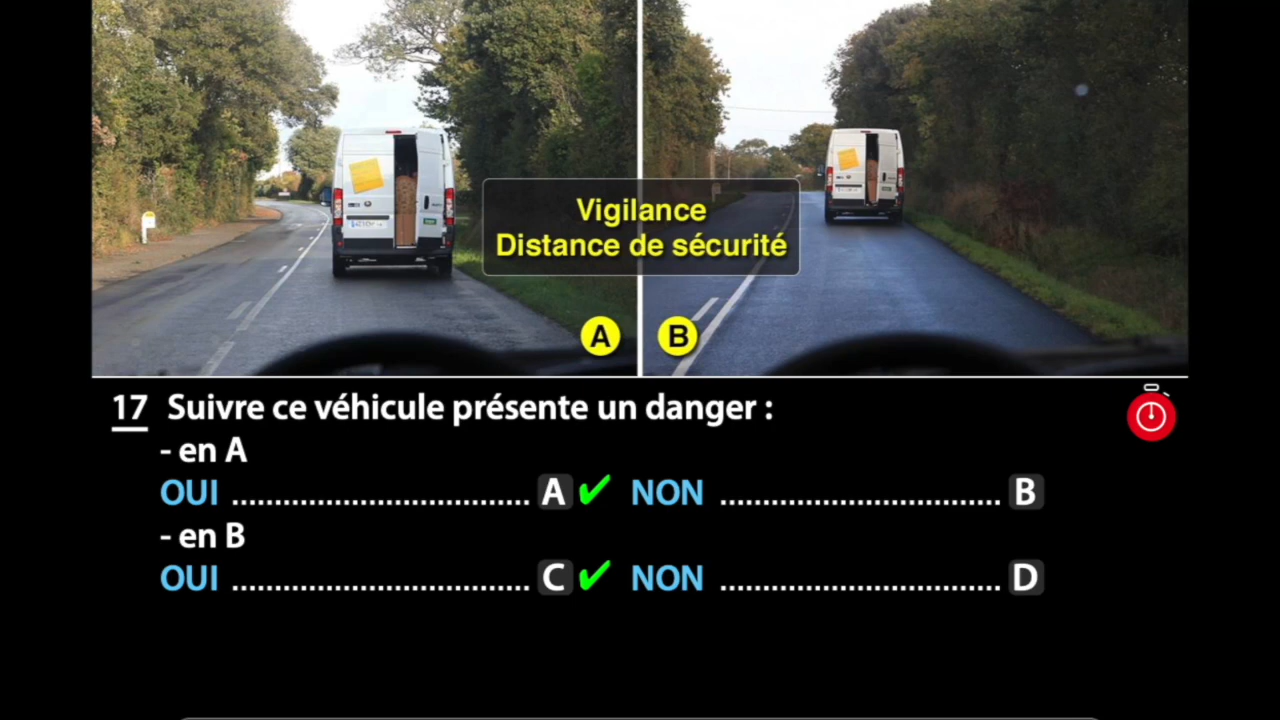 Vigilance
Distance de sécurité
A
B
17 Suivre ce véhicule présente un danger :
- en A
OUI ................................... A ✔ NON ................................. B
- en B
OUI ................................... C ✔ NON ................................. D